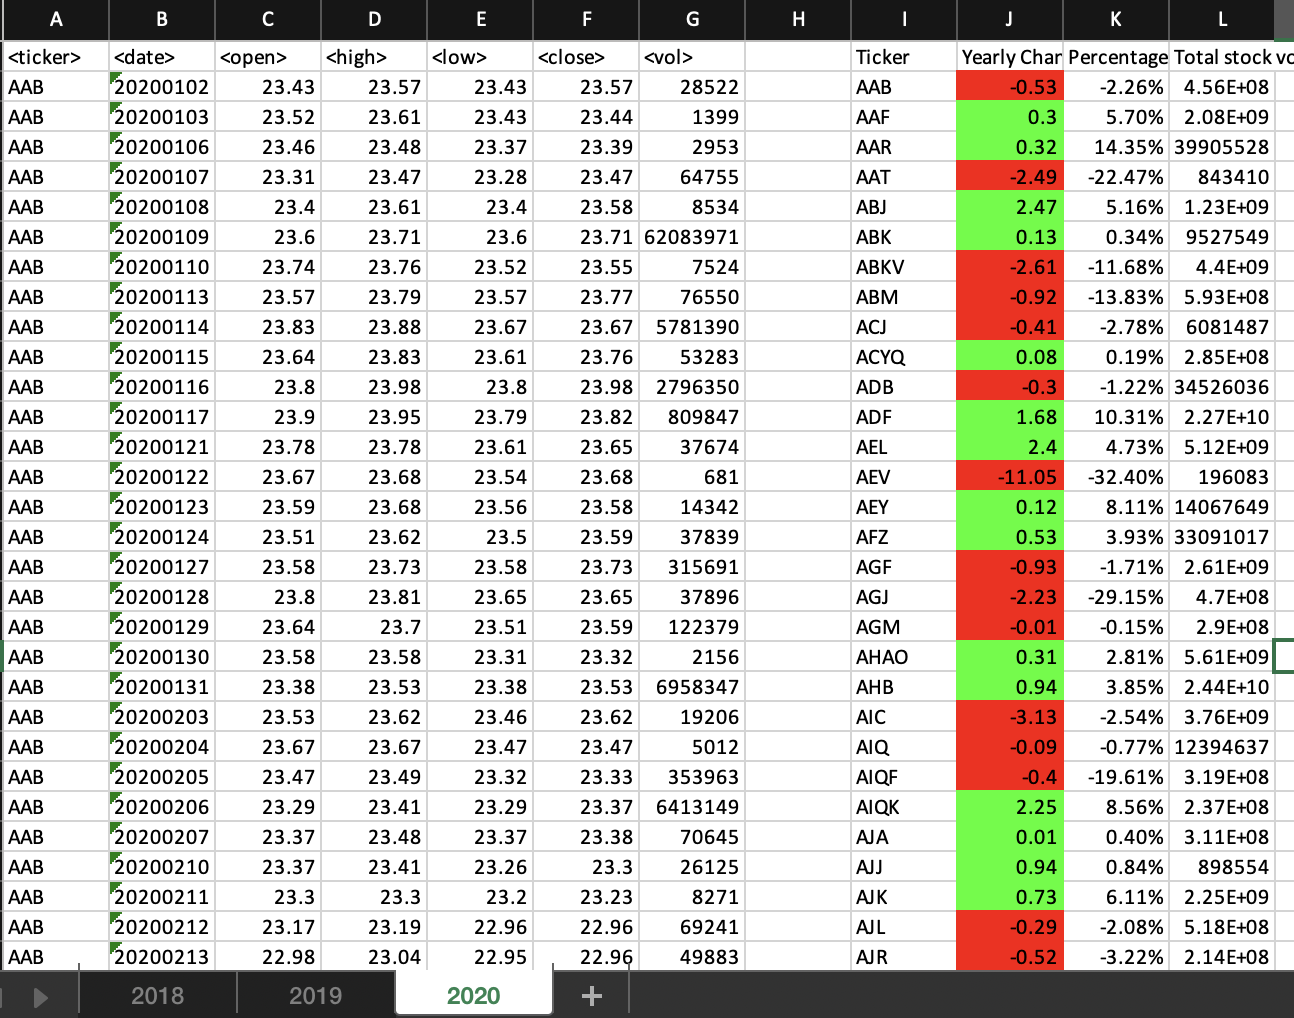 A B C D E F G H I J K L
<ticker> <date> <open> <high> <low> <close> <vol> Ticker Yearly Char Percentage Total stock vo
AAB 20200102 23.43 23.57 23.43 23.57 28522 AAB -0.53 -2.26% 4.56E+08
AAB 20200103 23.52 23.61 23.43 23.44 1399 AAF 0.3 5.70% 2.08E+09
AAB 20200106 23.46 23.48 23.37 23.39 2953 AAR 0.32 14.35% 39905528
AAB 20200107 23.31 23.47 23.28 23.47 64755 AAT -2.49 -22.47% 843410
AAB 20200108 23.4 23.61 23.4 23.58 8534 ABJ 2.47 5.16% 1.23E+09
AAB 20200109 23.6 23.71 23.6 23.71 62083971 ABK 0.13 0.34% 9527549
AAB 20200110 23.74 23.76 23.52 23.55 7524 ABKV -2.61 -11.68% 4.4E+09
AAB 20200113 23.57 23.79 23.57 23.77 76550 ABM -0.92 -13.83% 5.93E+08
AAB 20200114 23.83 23.88 23.67 23.67 5781390 ACJ -0.41 -2.78% 6081487
AAB 20200115 23.64 23.83 23.61 23.76 53283 ACYQ 0.08 0.19% 2.85E+08
AAB 20200116 23.8 23.98 23.8 23.98 2796350 ADB -0.3 -1.22% 34526036
AAB 20200117 23.9 23.95 23.79 23.82 809847 ADF 1.68 10.31% 2.27E+10
AAB 20200121 23.78 23.78 23.61 23.65 37674 AEL 2.4 4.73% 5.12E+09
AAB 20200122 23.67 23.68 23.54 23.68 681 AEV -11.05 -32.40% 196083
AAB 20200123 23.59 23.68 23.56 23.58 14342 AEY 0.12 8.11% 14067649
AAB 20200124 23.51 23.62 23.5 23.59 37839 AFZ 0.53 3.93% 33091017
AAB 20200127 23.58 23.73 23.58 23.73 315691 AGF -0.93 -1.71% 2.61E+09
AAB 20200128 23.8 23.81 23.65 23.65 37896 AGJ -2.23 -29.15% 4.7E+08
AAB 20200129 23.64 23.7 23.51 23.59 122379 AGM -0.01 -0.15% 2.9E+08
AAB 20200130 23.58 23.58 23.31 23.32 2156 AHAO 0.31 2.81% 5.61E+09
AAB 20200131 23.38 23.53 23.38 23.53 6958347 AHB 0.94 3.85% 2.44E+10
AAB 20200203 23.53 23.62 23.46 23.62 19206 AIC -3.13 -2.54% 3.76E+09
AAB 20200204 23.67 23.67 23.47 23.47 5012 AIQ -0.09 -0.77% 12394637
AAB 20200205 23.47 23.49 23.32 23.33 353963 AIQF -0.4 -19.61% 3.19E+08
AAB 20200206 23.29 23.41 23.29 23.37 6413149 AIQK 2.25 8.56% 2.37E+08
AAB 20200207 23.37 23.48 23.37 23.38 70645 AJA 0.01 0.40% 3.11E+08
AAB 20200210 23.37 23.41 23.26 23.3 26125 AJJ 0.94 0.84% 898554
AAB 20200211 23.3 23.3 23.2 23.23 8271 AJK 0.73 6.11% 2.25E+09
AAB 20200212 23.17 23.19 22.96 22.96 69241 AJL -0.29 -2.08% 5.18E+08
AAB 20200213 22.98 23.04 22.95 22.96 49883 AJR -0.52 -3.22% 2.14E+08
2018 2019 2020 +